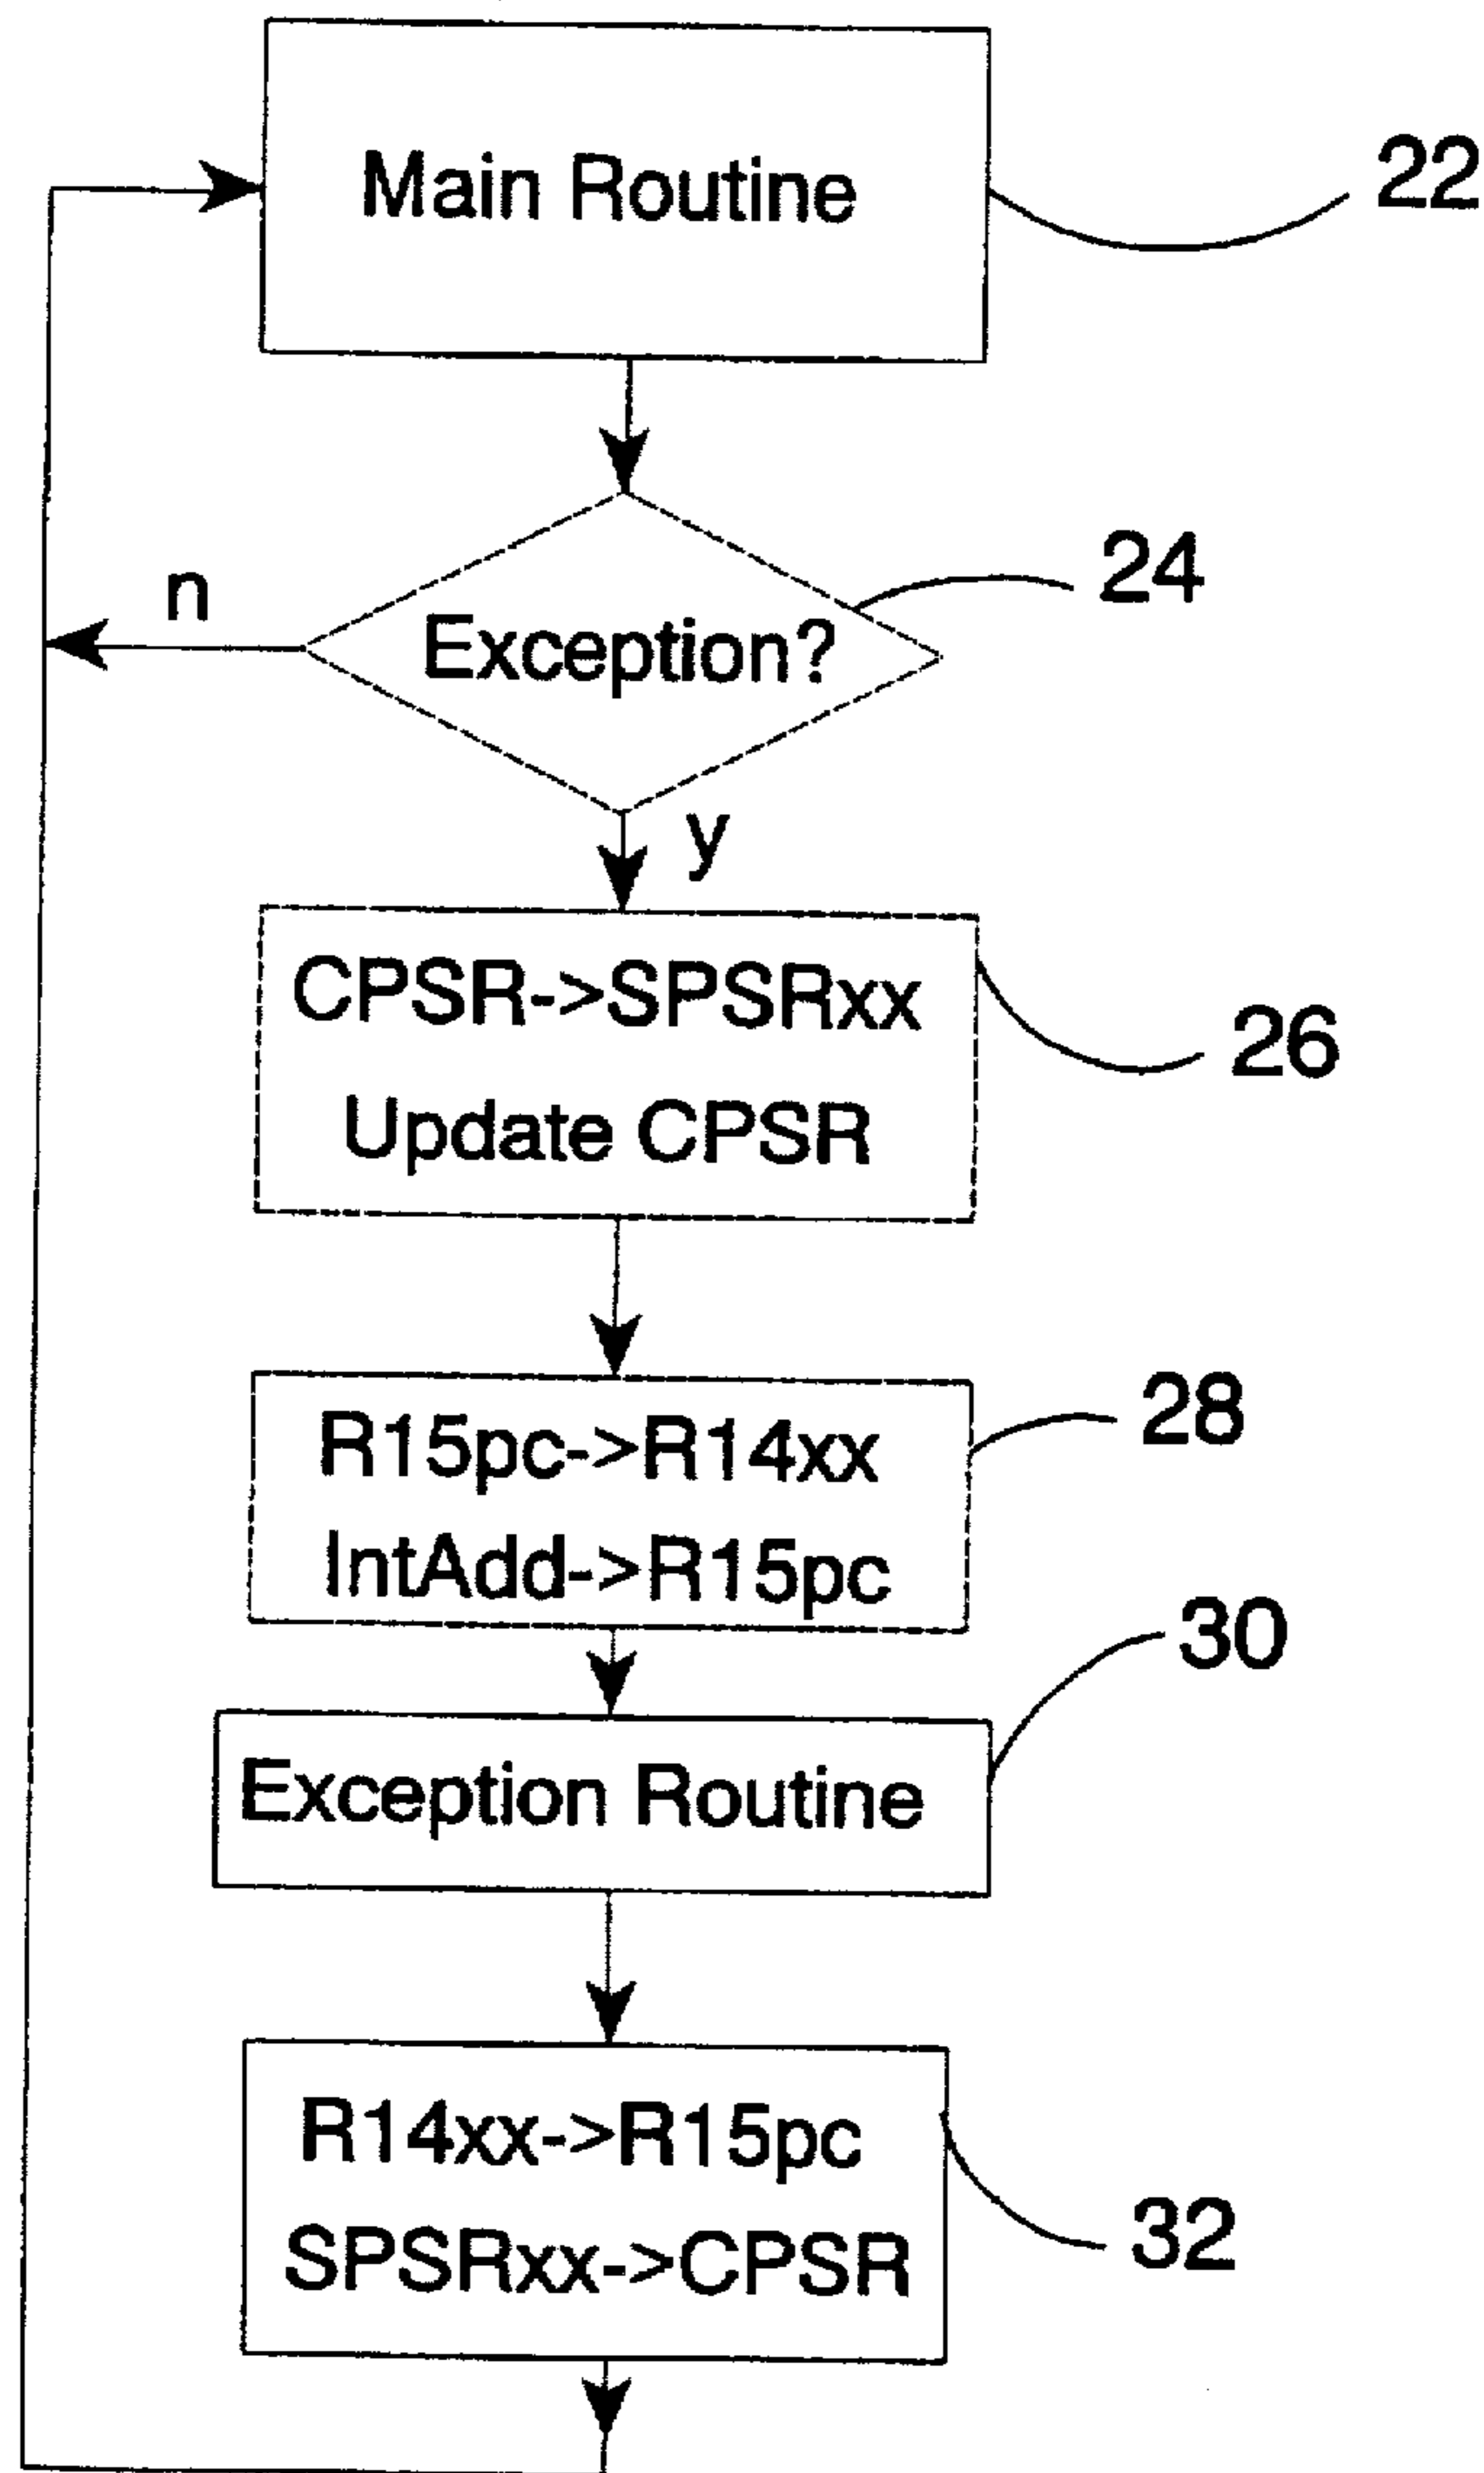 Main Routine
22
24
n
Exception?
y
CPSR->SPSRxx
26
Update CPSR
28
R15pc->R14xx
IntAdd->R15pc
30
Exception Routine
R14xx->R15pc
32
SPSRxx->CPSR